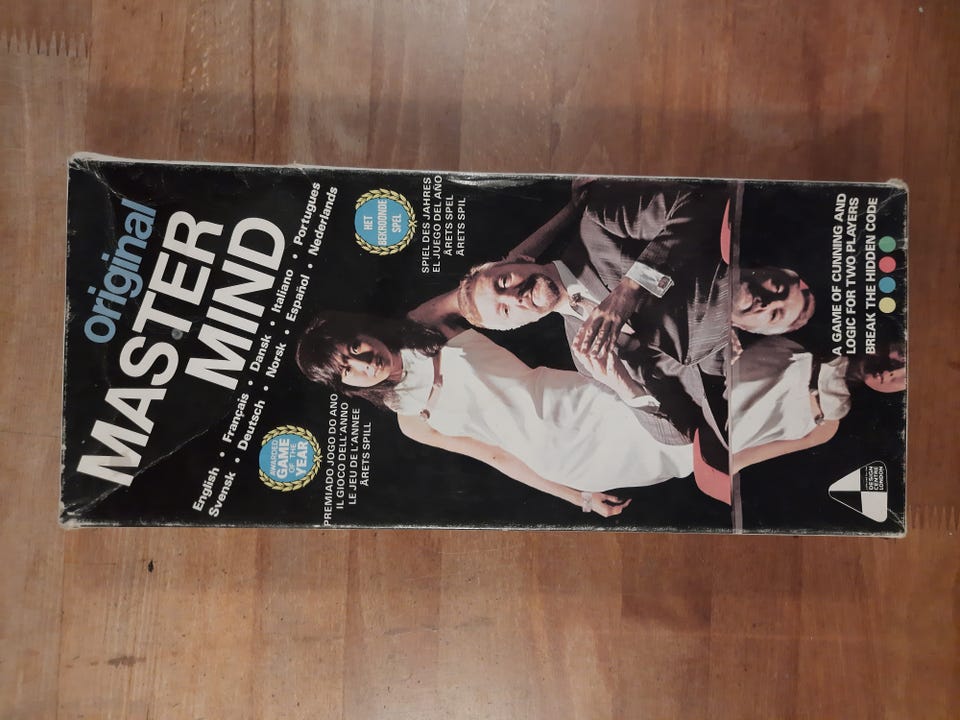 Original
MASTER
MIND
English • Français • Dansk • Italiano • Portugues
Svensk • Deutsch • Norsk • Español • Nederlands
AWARDED
GAME
OF THE
YEAR
PREMIADO JOGO DO ANO
IL GIOCO DELL'ANNO
LE JEU DE L'ANNEE
ÅRETS SPILL
HET
BEKROONDE
SPEL
SPIEL DES JAHRES
EL JUEGO DEL AÑO
ÅRETS SPEL
ÅRETS SPIL
A GAME OF CUNNING AND
LOGIC FOR TWO PLAYERS
BREAK THE HIDDEN CODE
DESIGN
CENTRE
LONDON